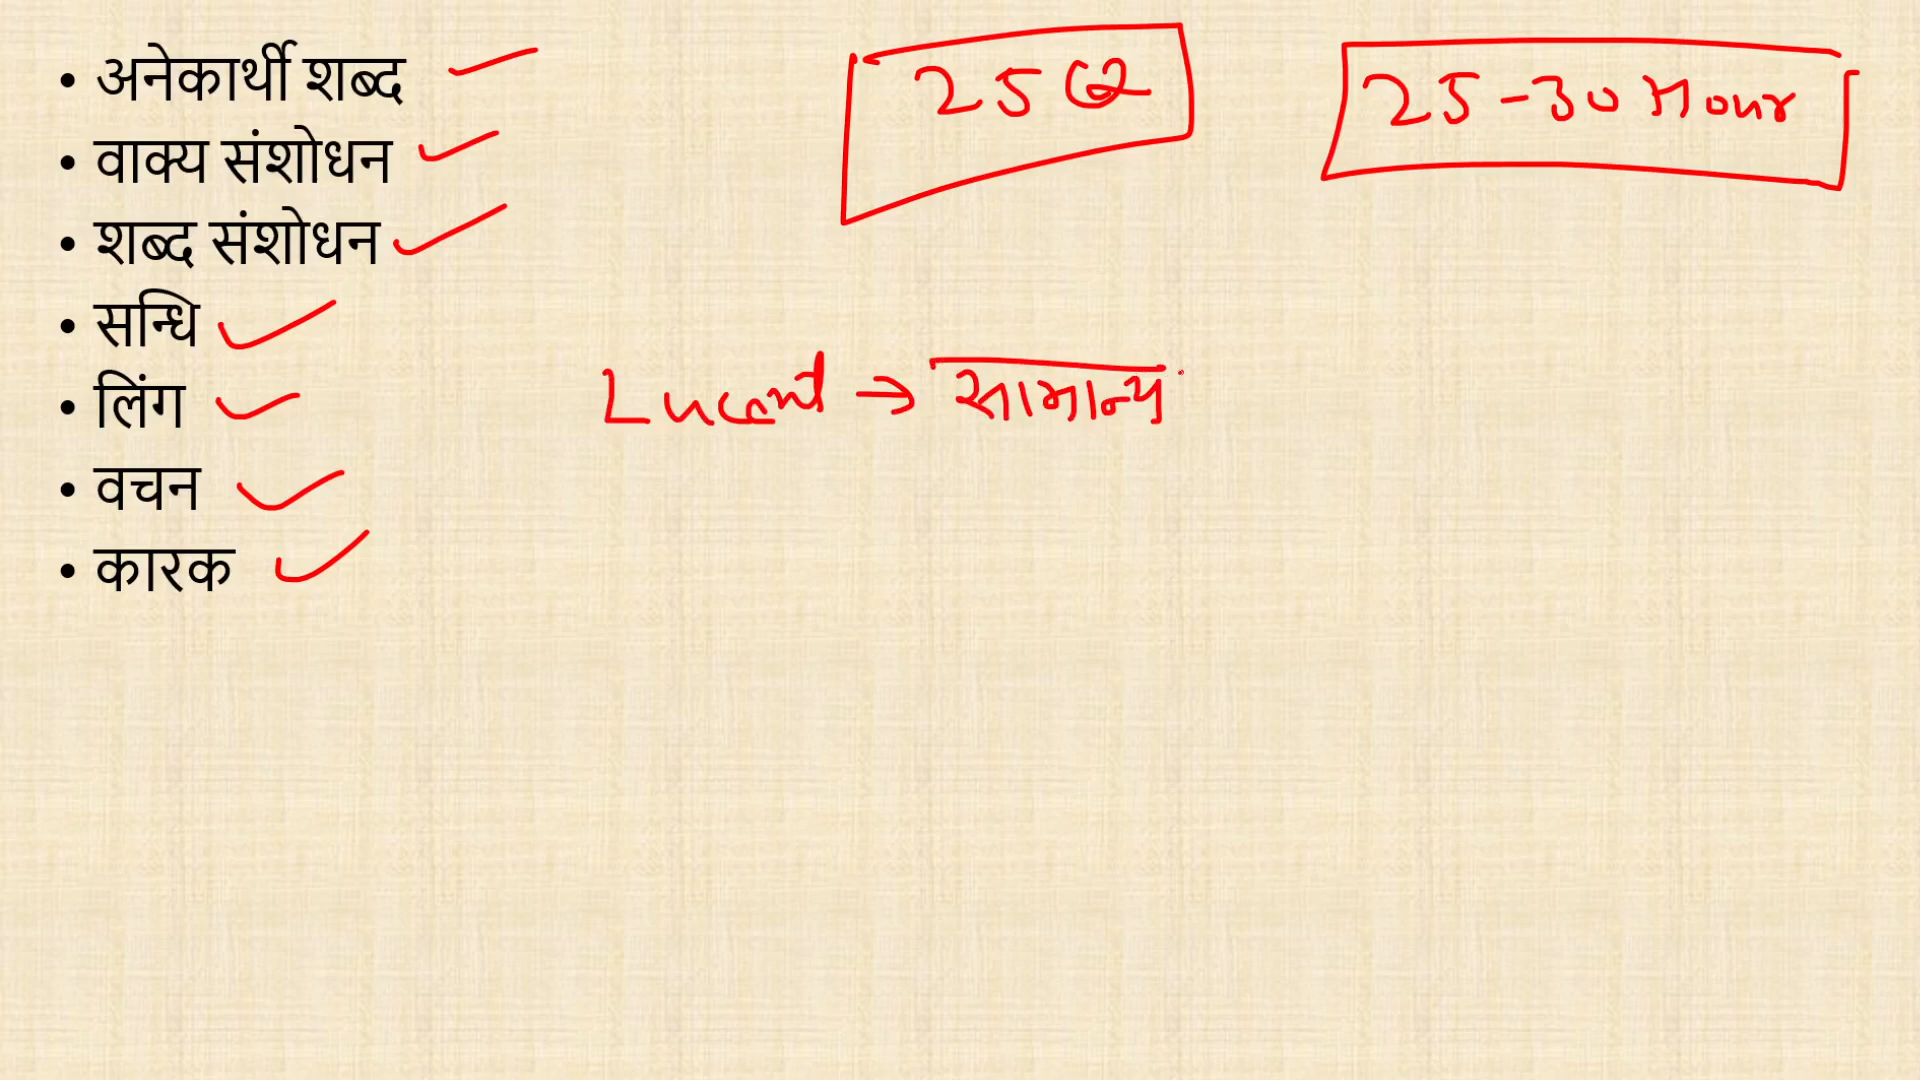 • अनेकार्थी शब्द
• वाक्य संशोधन
• शब्द संशोधन
• सन्धि
• लिंग
• वचन
• कारक
25 Q
25-30 Hour
Lucent → सामान्य